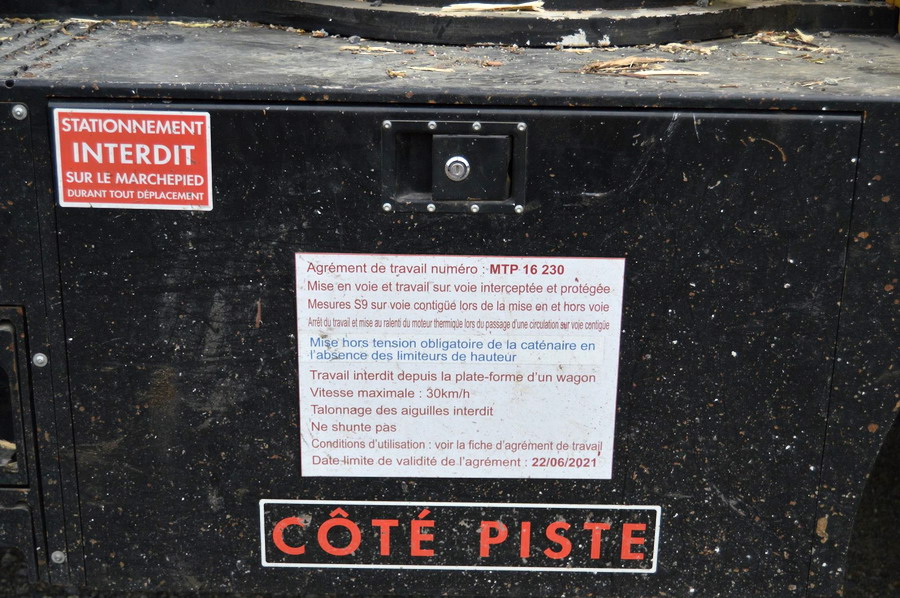 STATIONNEMENT
INTERDIT
SUR LE MARCHEPIED
DURANT TOUT DÉPLACEMENT
Agrément de travail numéro : MTP 16 230
Mise en voie et travail sur voie interceptée et protégée
Mesures S9 sur voie contigüe lors de la mise en et hors voie
Arrêt du travail et mise au ralenti du moteur thermique lors du passage d'une circulation sur voie contigüe
Mise hors tension obligatoire de la caténaire en
l'absence des limiteurs de hauteur
Travail interdit depuis la plate-forme d'un wagon
Vitesse maximale : 30km/h
Talonnage des aiguilles interdit
Ne shunte pas
Conditions d'utilisation : voir la fiche d'agrément de travail
Date limite de validité de l'agrément : 22/06/2021
CÔTÉ PISTE